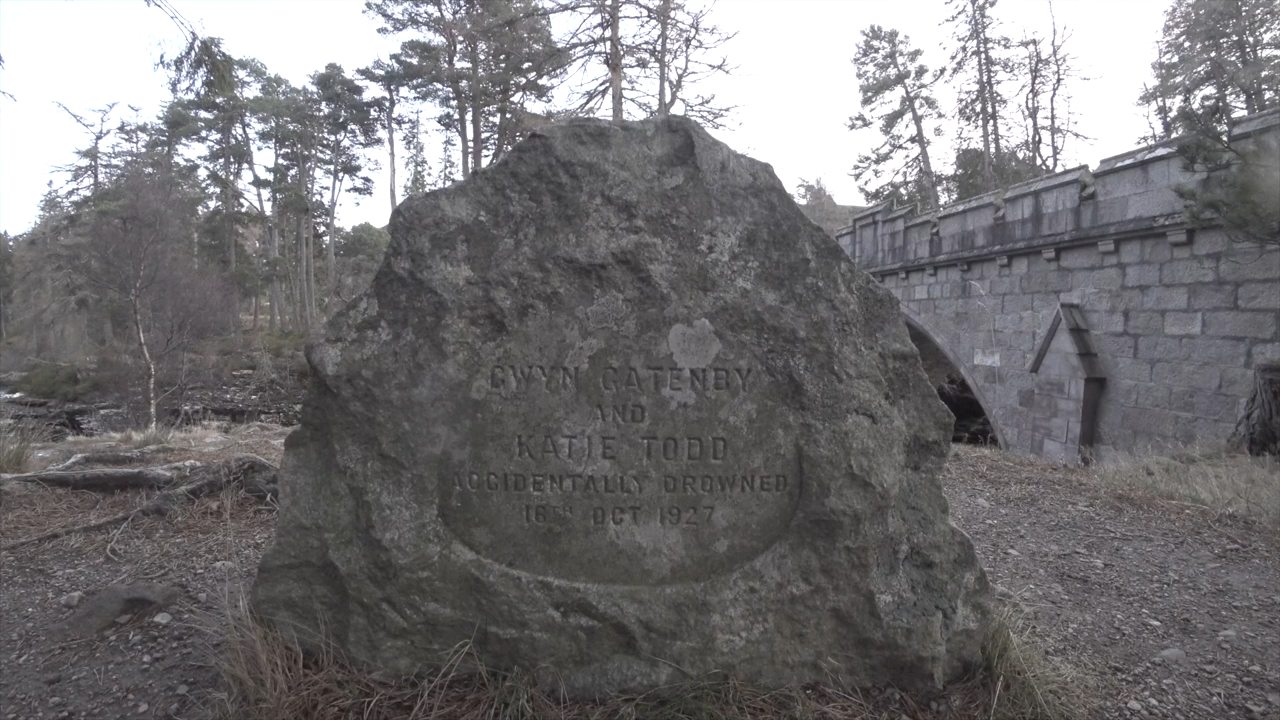 GWYN GATENBY
AND
KATIE TODD
ACCIDENTALLY DROWNED
16TH OCT 1927